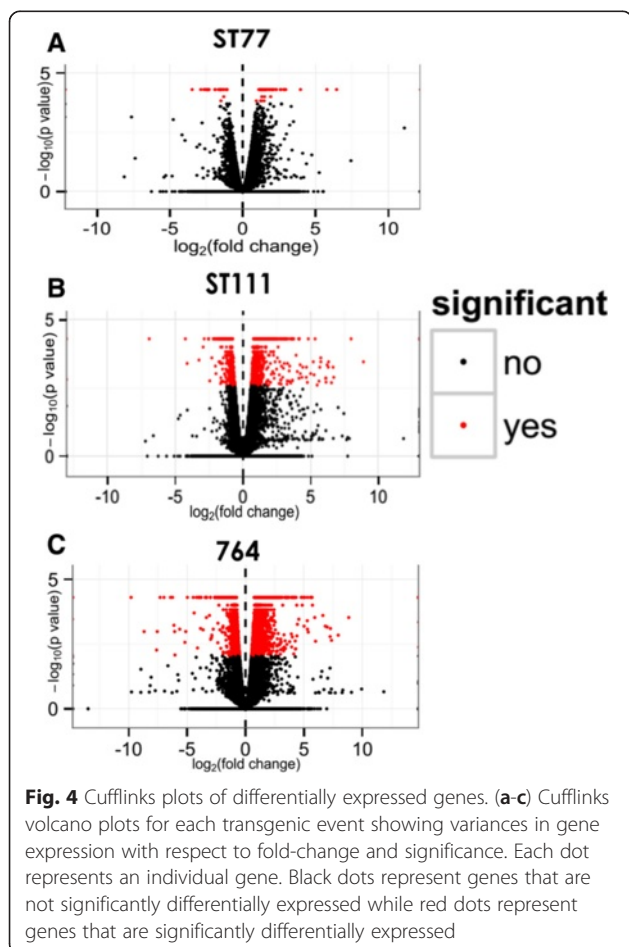 A
ST77
5
0
−log10(p value)
-10 -5 0 5 10
log2(fold change)
B
ST111
5
0
−log10(p value)
-10 -5 0 5 10
log2(fold change)
significant
no
yes
C
764
5
0
−log10(p value)
-10 -5 0 5 10
log2(fold change)
Fig. 4 Cufflinks plots of differentially expressed genes. (a-c) Cufflinks
volcano plots for each transgenic event showing variances in gene
expression with respect to fold-change and significance. Each dot
represents an individual gene. Black dots represent genes that are
not significantly differentially expressed while red dots represent
genes that are significantly differentially expressed